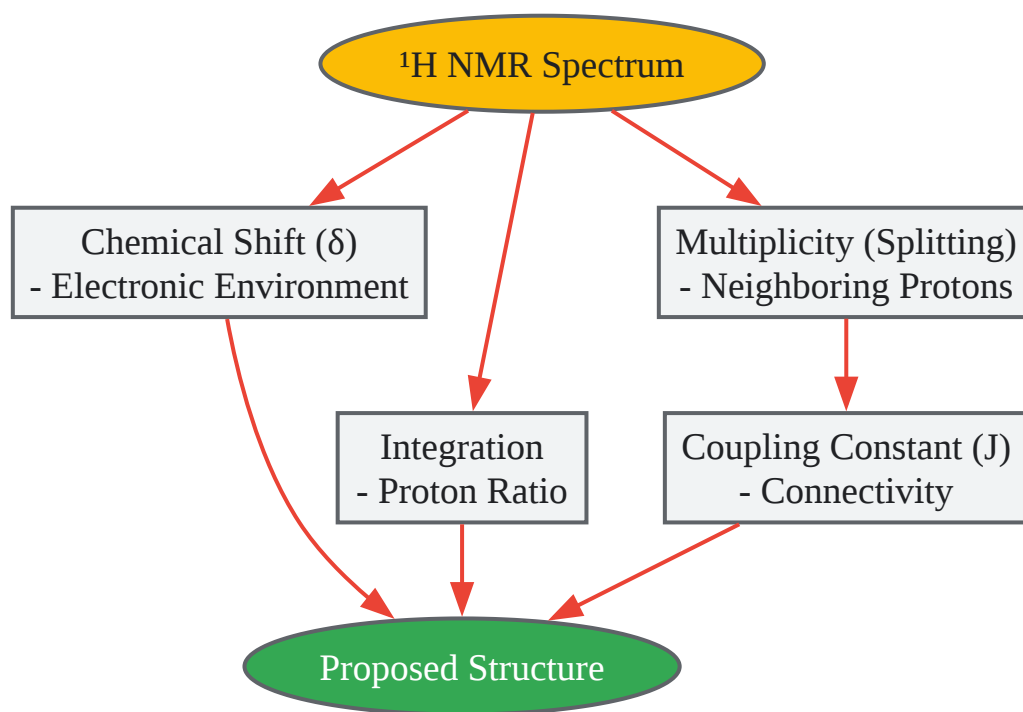 ¹H NMR Spectrum
Chemical Shift (δ)
- Electronic Environment
Multiplicity (Splitting)
- Neighboring Protons
Integration
- Proton Ratio
Coupling Constant (J)
- Connectivity
Proposed Structure